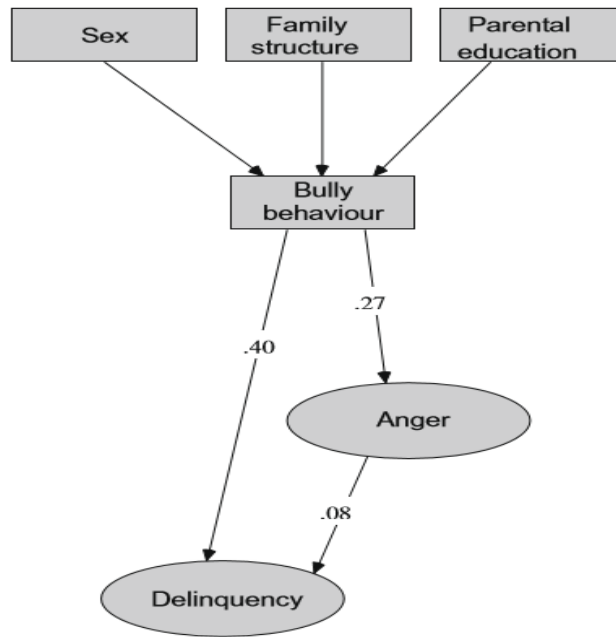 Sex
Family
structure
Parental
education
Bully
behaviour
.27
.40
Anger
.08
Delinquency